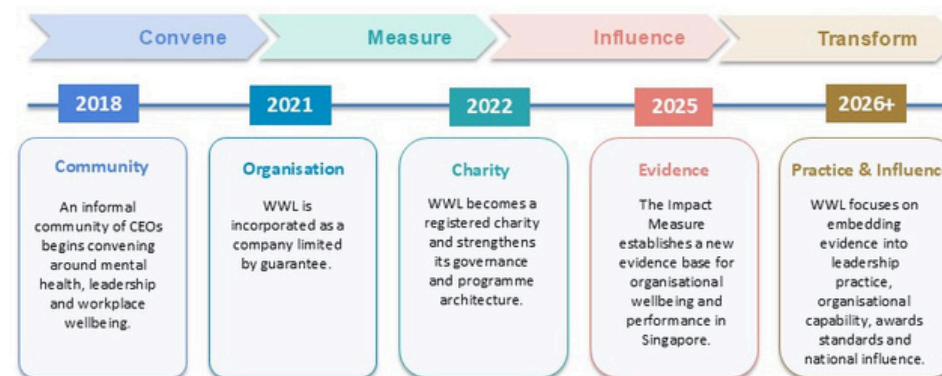 Convene
Measure
Influence
Transform
2018
2021
2022
2025
2026+
Community
An informal
community of CEOs
begins convening
around mental
health, leadership
and workplace
wellbeing.
Organisation
WWL is
incorporated as a
company limited
by guarantee.
Charity
WWL becomes a
registered charity
and strengthens
its governance
and programme
architecture.
Evidence
The Impact
Measure
establishes a new
evidence base for
organisational
wellbeing and
performance in
Singapore.
Practice & Influence
WWL focuses on
embedding
evidence into
leadership
practice,
organisational
capability, awards
standards and
national influence.